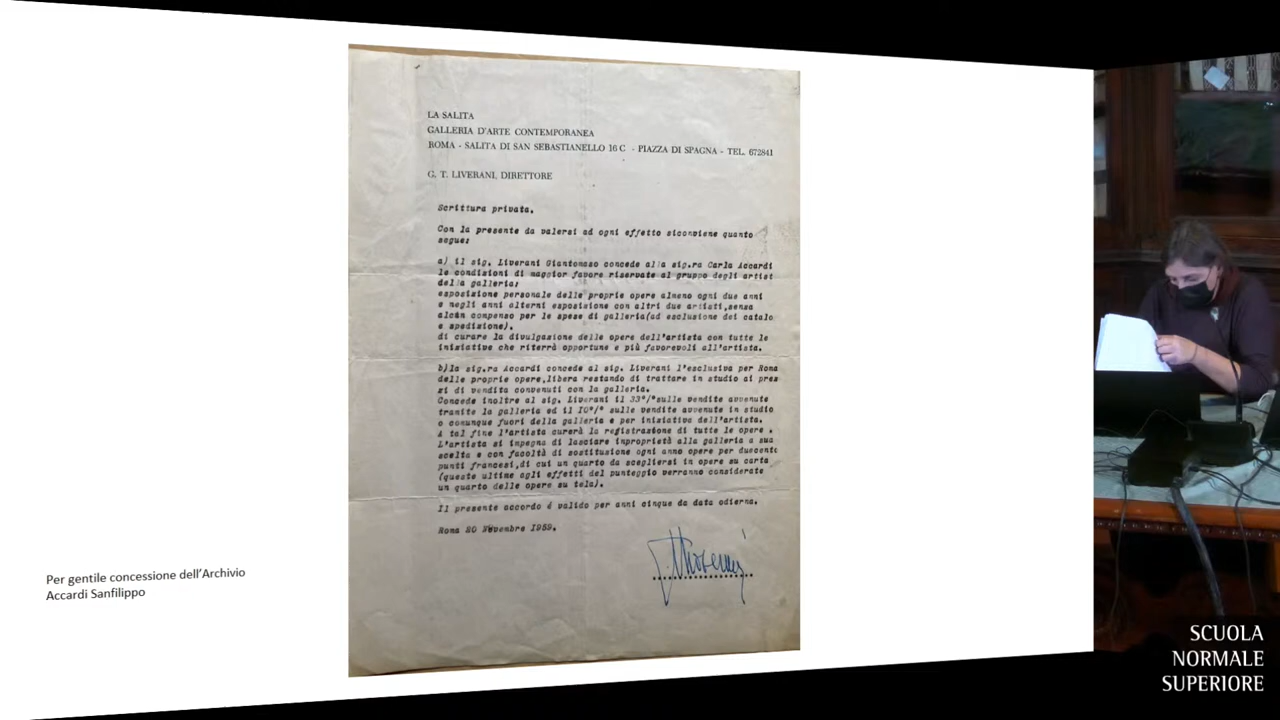 LA SALITA
GALLERIA D'ARTE CONTEMPORANEA
ROMA - SALITA DI SAN SEBASTIANELLO 16 C - PIAZZA DI SPAGNA - TEL. 672841
G. T. LIVERANI, DIRETTORE
Scrittura privata.
Con la presente da valersi ad ogni effetto siconviene quanto
segue:
a) il sig. Liverani Giantomaso concede alla sig.ra Carla Accardi
le condizioni di maggior favore riservate al gruppo degli artist
della galleria:
esposizione personale delle proprie opere almeno ogni due anni
e negli anni alterni esposizione con altri due artisti,senza
alcun compenso per le spese di galleria(ad esclusione dei catalo
e spedizione).
di curare la divulgazione delle opere dell'artista con tutte le
iniziative che riterrà opportune e più favorevoli all'artista.
b)la sig.ra Accardi concede al sig. Liverani l'esclusiva per Roma
delle proprie opere,libera restando di trattare in studio ai prez
zi di vendita convenuti con la galleria.
Concede inoltre al sig. Liverani il 33°/°sulle vendite avvenute
tramite la galleria ed il 10°/° sulle vendite avvenute in studio
o comunque fuori della galleria e per iniziativa dell'artista.
A tal fine l'artista curerà la registrazione di tutte le opere .
L'artista si impegna di lasciare inproprietà alla galleria a sua
scelta e con facoltà di sostituzione ogni anno opere per duecent
punti francesi,di cui un quarto da scegliersi in opere su carta
(queste ultime agli effetti del punteggio verranno considerate
un quarto delle opere su tela).
Il presente accordo é valido per anni cinque da data odierna.
Roma 20 Novembre 1959.
Per gentile concessione dell'Archivio
Accardi Sanfilippo
SCUOLA
NORMALE
SUPERIORE